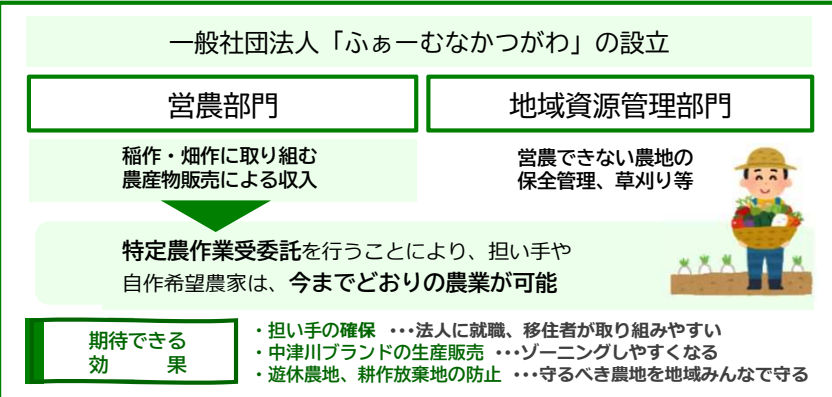 一般社団法人「ふぁーむなかつがわ」の設立
営農部門
地域資源管理部門
稲作・畑作に取り組む
農産物販売による収入
営農できない農地の
保全管理、草刈り等
特定農作業受委託を行うことにより、担い手や
自作希望農家は、今までどおりの農業が可能
期待できる
効　　果
・担い手の確保 ･･･法人に就職、移住者が取り組みやすい
・中津川ブランドの生産販売 ･･･ゾーニングしやすくなる
・遊休農地、耕作放棄地の防止 ･･･守るべき農地を地域みんなで守る